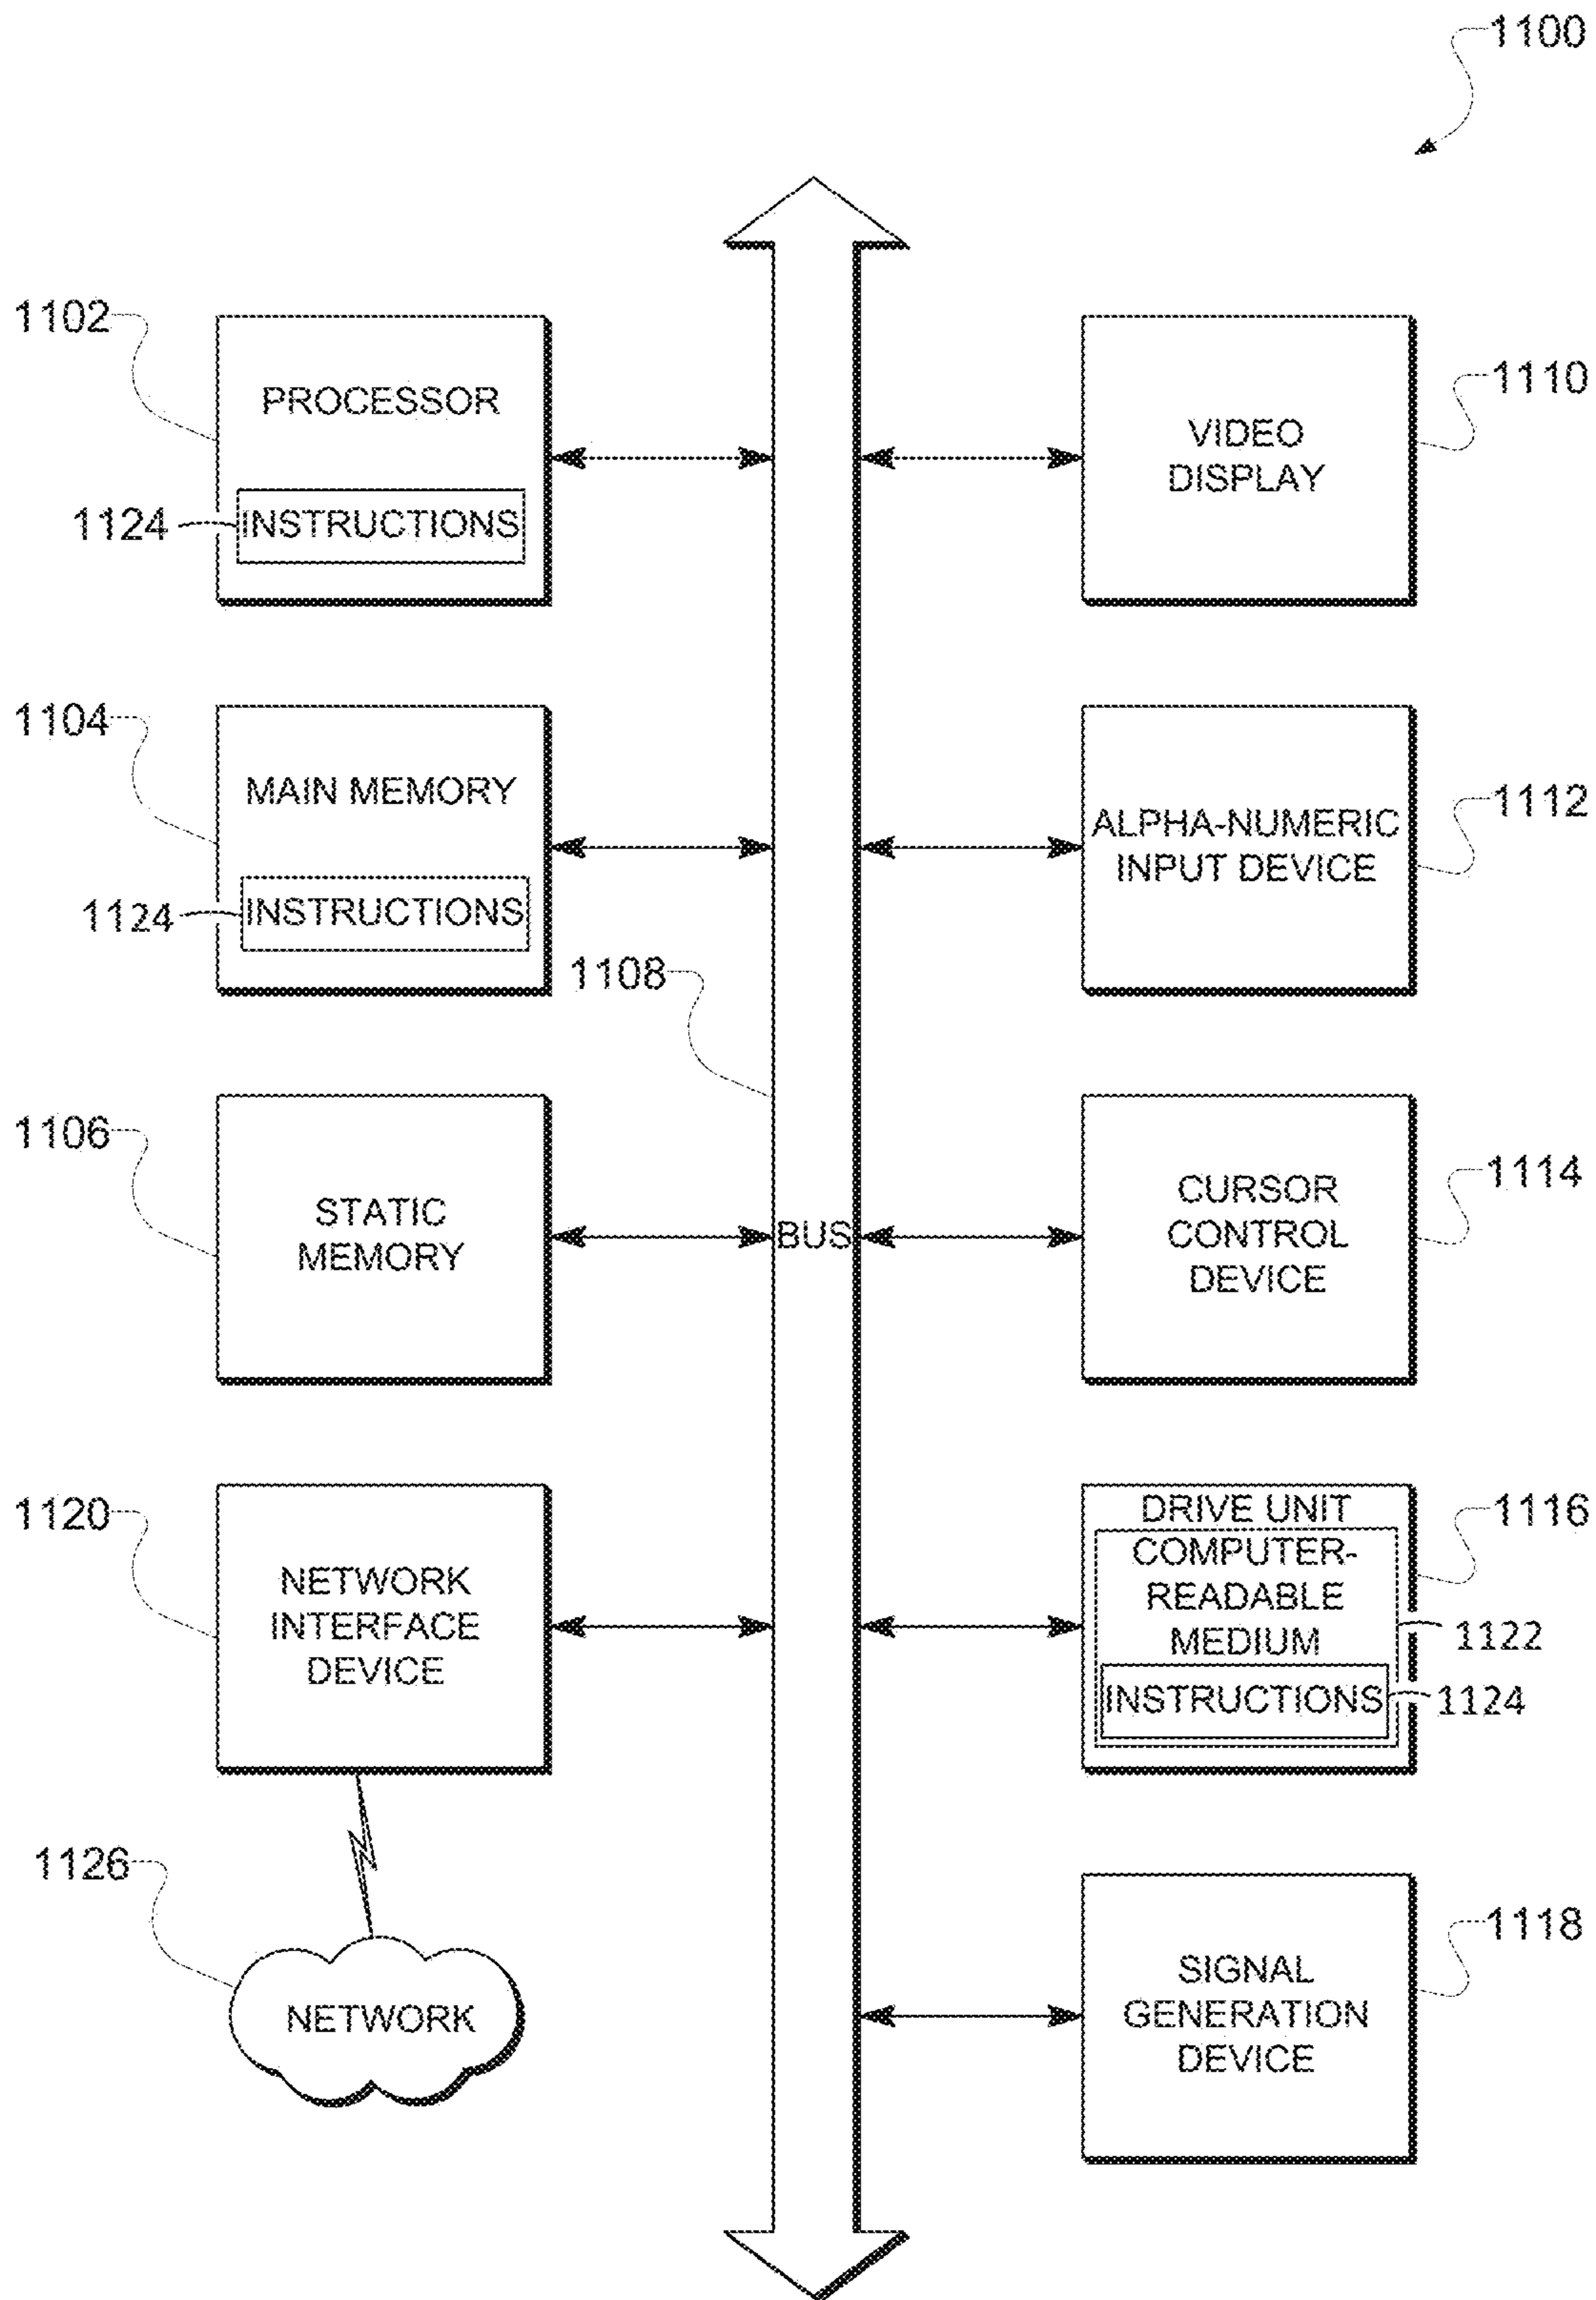 1100
1102
PROCESSOR
1124
INSTRUCTIONS
1110
VIDEO
DISPLAY
1104
MAIN MEMORY
1124
INSTRUCTIONS
1112
ALPHA-NUMERIC
INPUT DEVICE
1108
BUS
1106
STATIC
MEMORY
1114
CURSOR
CONTROL
DEVICE
1120
NETWORK
INTERFACE
DEVICE
1116
DRIVE UNIT
COMPUTER-
READABLE
MEDIUM
1122
INSTRUCTIONS
1124
1126
NETWORK
1118
SIGNAL
GENERATION
DEVICE